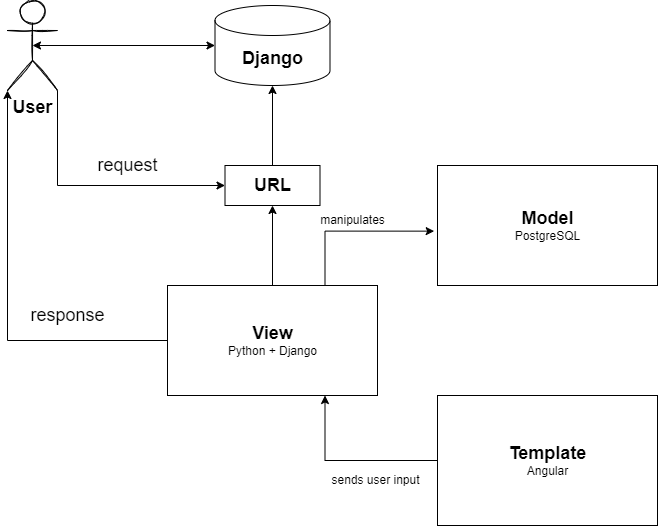 Django
User
request
URL
manipulates
Model
PostgreSQL
response
View
Python + Django
Template
Angular
sends user input